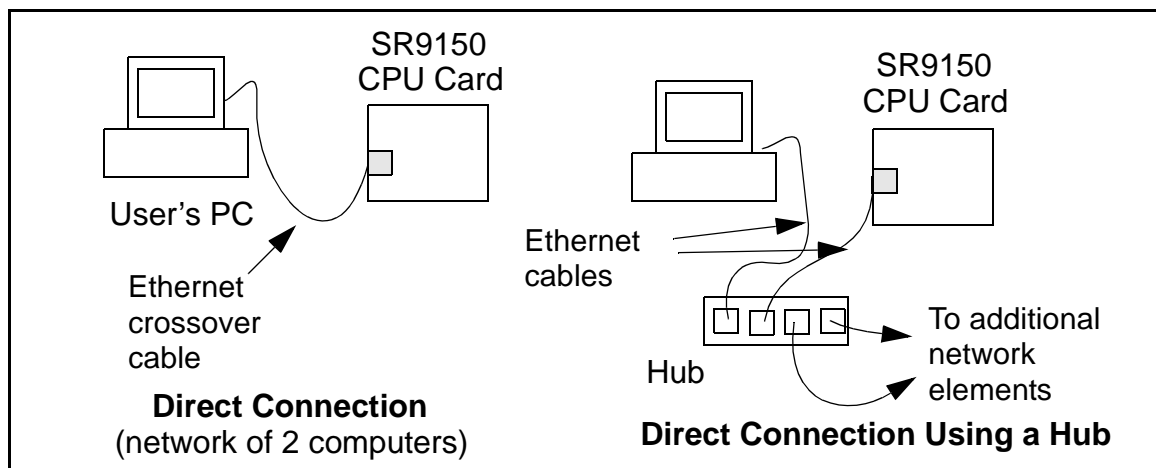 SR9150
CPU Card
User's PC
Ethernet
crossover
cable
Direct Connection
(network of 2 computers)
SR9150
CPU Card
Ethernet
cables
Hub
To additional
network
elements
Direct Connection Using a Hub